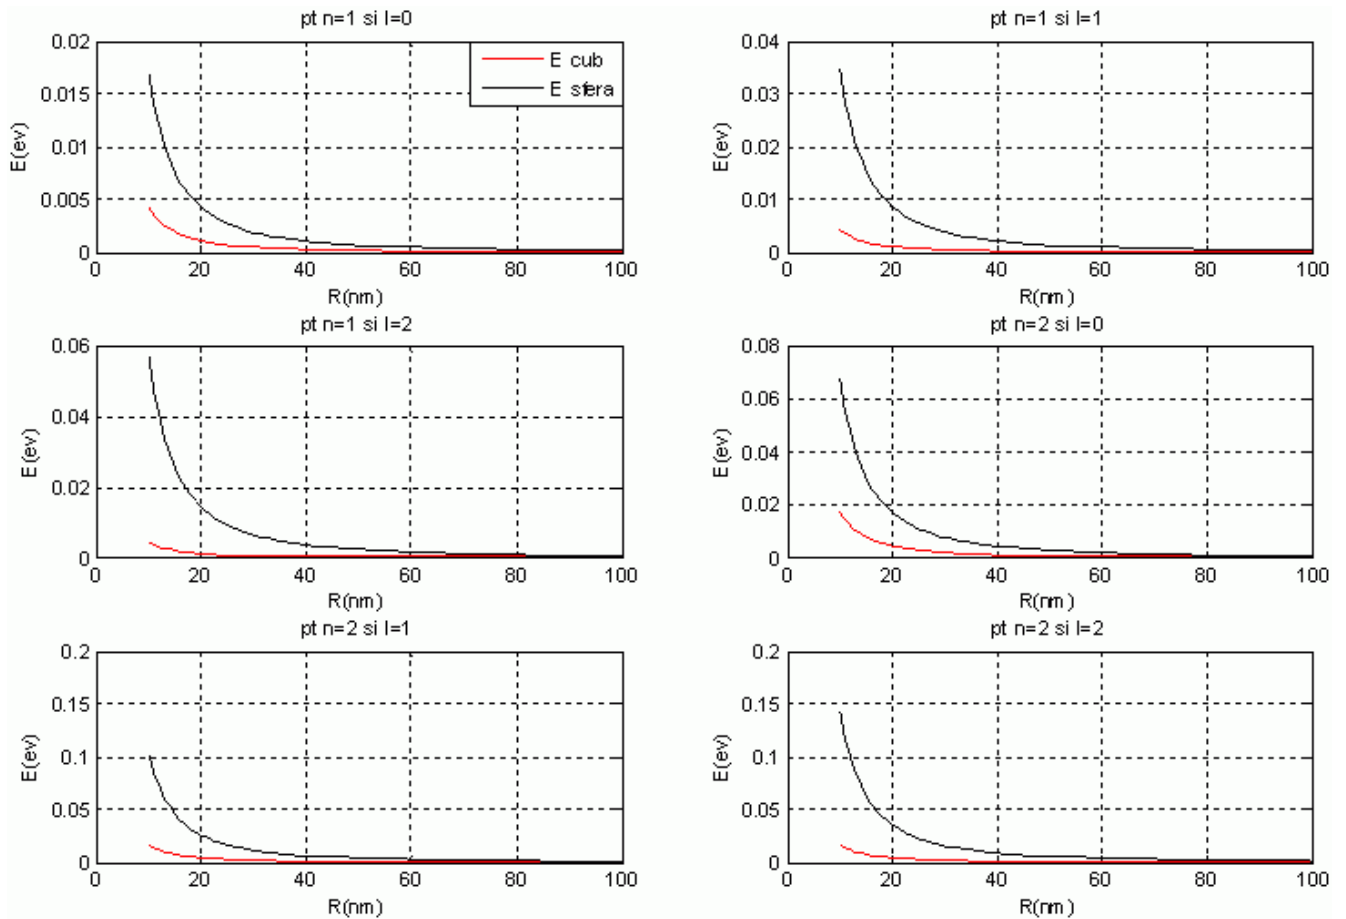 pt n=1 si l=0
0.02
0.015
0.01
0.005
0
E(ev)
E cub
E sfera
0 20 40 60 80 100
R(nm)
pt n=1 si l=1
0.04
0.03
0.02
0.01
0
E(ev)
0 20 40 60 80 100
R(nm)
pt n=1 si l=2
0.06
0.04
0.02
0
E(ev)
0 20 40 60 80 100
R(nm)
pt n=2 si l=0
0.08
0.06
0.04
0.02
0
E(ev)
0 20 40 60 80 100
R(nm)
pt n=2 si l=1
0.2
0.15
0.1
0.05
0
E(ev)
0 20 40 60 80 100
R(nm)
pt n=2 si l=2
0.2
0.15
0.1
0.05
0
E(ev)
0 20 40 60 80 100
R(nm)